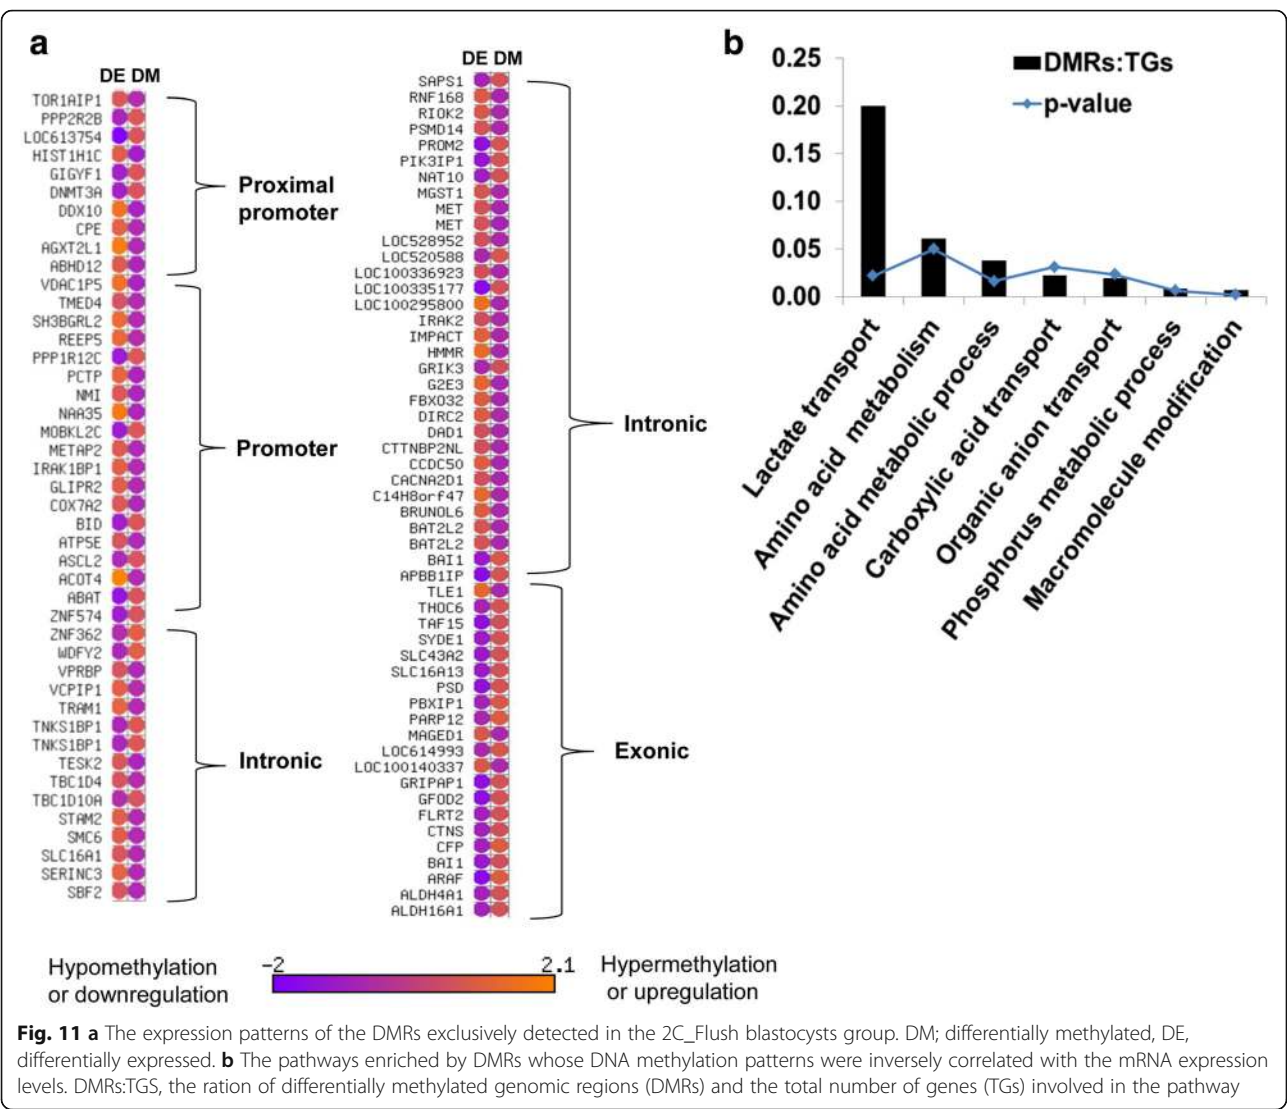 a
DE DM
TOR1AIP1
PPP2R2B
LOC613754
HIST1H1C
GIGYF1
DNMT3A
DDX10
CPE
AGXT2L1
ABHD12
VDAC1P5
TMED4
SH3BGRL2
REEP5
PPP1R12C
PCTP
NMI
NAA35
MOBKL2C
METAP2
IRAK1BP1
GLIPR2
COX7A2
BID
ATP5E
ASCL2
ACOT4
ABAT
ZNF574
ZNF362
WDFY2
VPRBP
VCPIP1
TRAM1
TNKS1BP1
TNKS1BP1
TESK2
TBC1D4
TBC1D10A
STAM2
SMC6
SLC16A1
SERINC3
SBF2
Proximal
promoter
Promoter
Intronic
DE DM
SAPS1
RNF168
RIOK2
PSMD14
PROM2
PIK3IP1
NAT10
MGST1
MET
MET
LOC528952
LOC520588
LOC100336923
LOC100335177
LOC100295800
IRAK2
IMPACT
HMMR
GRIK3
G2E3
FBXO32
DIRC2
DAD1
CTTNBP2NL
CCDC50
CACNA2D1
C14H8orf47
BRUNOL6
BAT2L2
BAT2L2
BAI1
APBB1IP
TLE1
THOC6
TAF15
SYDE1
SLC43A2
SLC16A13
PSD
PBXIP1
PARP12
MAGED1
LOC614993
LOC100140337
GRIPAP1
GFOD2
FLRT2
CTNS
CFP
BAI1
ARAF
ALDH4A1
ALDH16A1
Intronic
Exonic
Hypomethylation
or downregulation
-2
2.1
Hypermethylation
or upregulation
b
0.25
0.20
0.15
0.10
0.05
0.00
DMRs:TGs
p-value
Lactate transport
Amino acid metabolism
Amino acid metabolic process
Carboxylic acid transport
Organic anion transport
Phosphorus metabolic process
Macromolecule modification
Fig. 11 a The expression patterns of the DMRs exclusively detected in the 2C_Flush blastocysts group. DM; differentially methylated, DE,
differentially expressed. b The pathways enriched by DMRs whose DNA methylation patterns were inversely correlated with the mRNA expression
levels. DMRs:TGS, the ration of differentially methylated genomic regions (DMRs) and the total number of genes (TGs) involved in the pathway